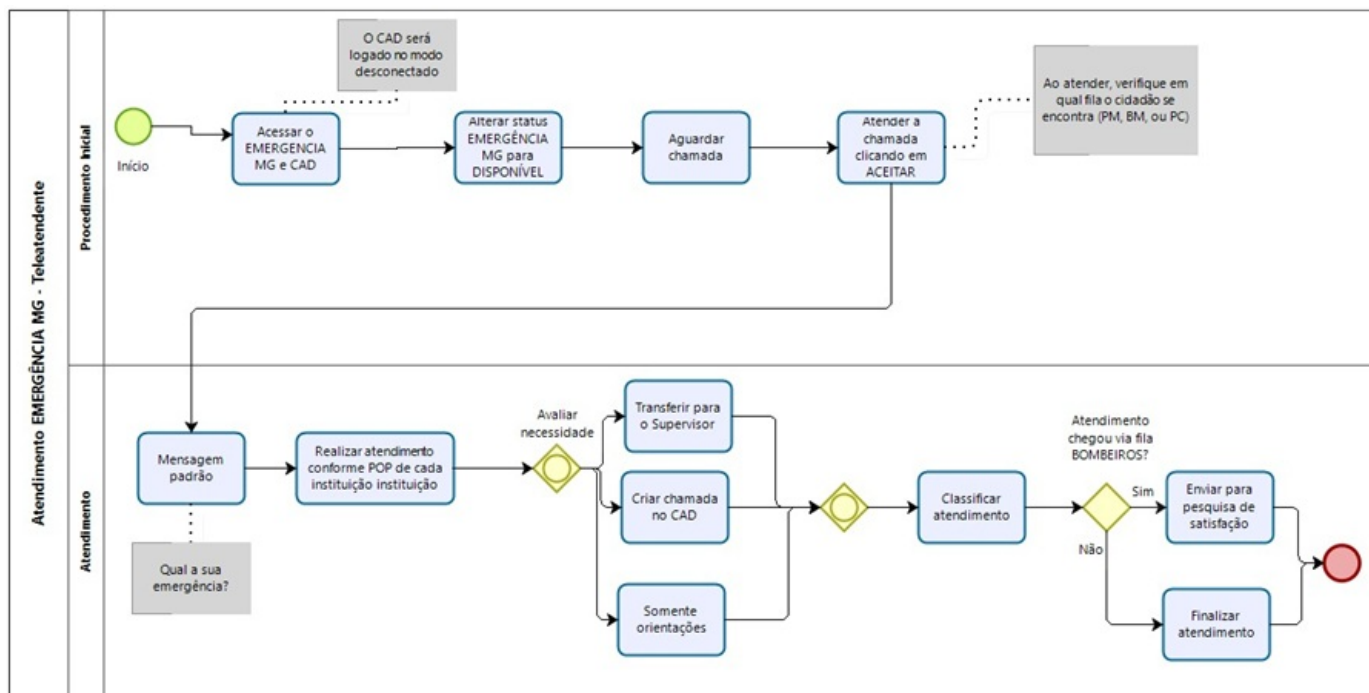 Atendimento EMERGÊNCIA MG - Teleatendente
Procedimento Inicial
Início
Acessar o
EMERGENCIA
MG e CAD
O CAD será
logado no modo
desconectado
Alterar status
EMERGÊNCIA
MG para
DISPONÍVEL
Aguardar
chamada
Atender a
chamada
clicando em
ACEITAR
Ao atender, verifique em
qual fila o cidadão se
encontra (PM, BM, ou PC)
Atendimento
Mensagem
padrão
Qual a sua
emergência?
Realizar atendimento
conforme POP de cada
instituição instituição
Avaliar
necessidade
Transferir para
o Supervisor
Criar chamada
no CAD
Somente
orientações
Classificar
atendimento
Atendimento
chegou via fila
BOMBEIROS?
Sim
Não
Enviar para
pesquisa de
satisfação
Finalizar
atendimento